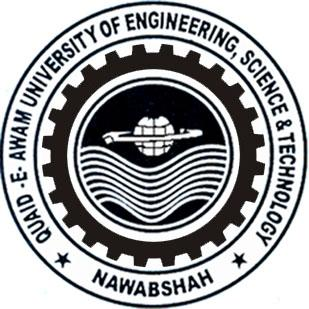 QUAID -E- AWAM UNIVERSITY OF ENGINEERING, SCIENCE & TECHNOLOGY
NAWABSHAH